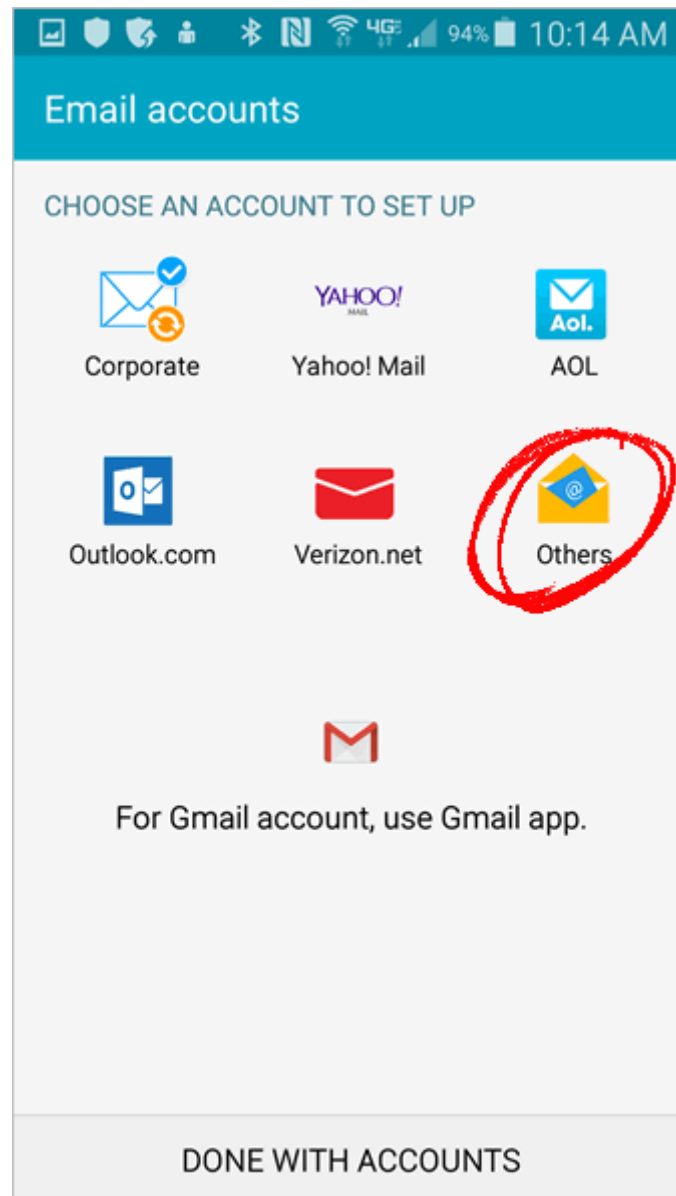 4GE 94% 10:14 AM
Email accounts
CHOOSE AN ACCOUNT TO SET UP
YAHOO!
MAIL
Aol.
Corporate Yahoo! Mail AOL
o
@
Outlook.com Verizon.net Others
For Gmail account, use Gmail app.
DONE WITH ACCOUNTS